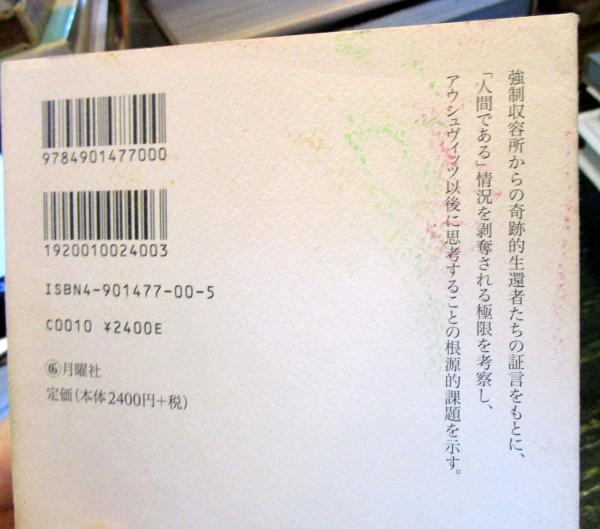 強制収容所からの奇跡的生還者たちの証言をもとに、
「人間である」情況を剥奪される極限を考察し、
アウシュヴィッツ以後に思考することの根源的課題を示す。
9784901477000
1920010024003
ISBN4-901477-00-5
C0010 ¥2400E
月曜社
定価(本体2400円+税)